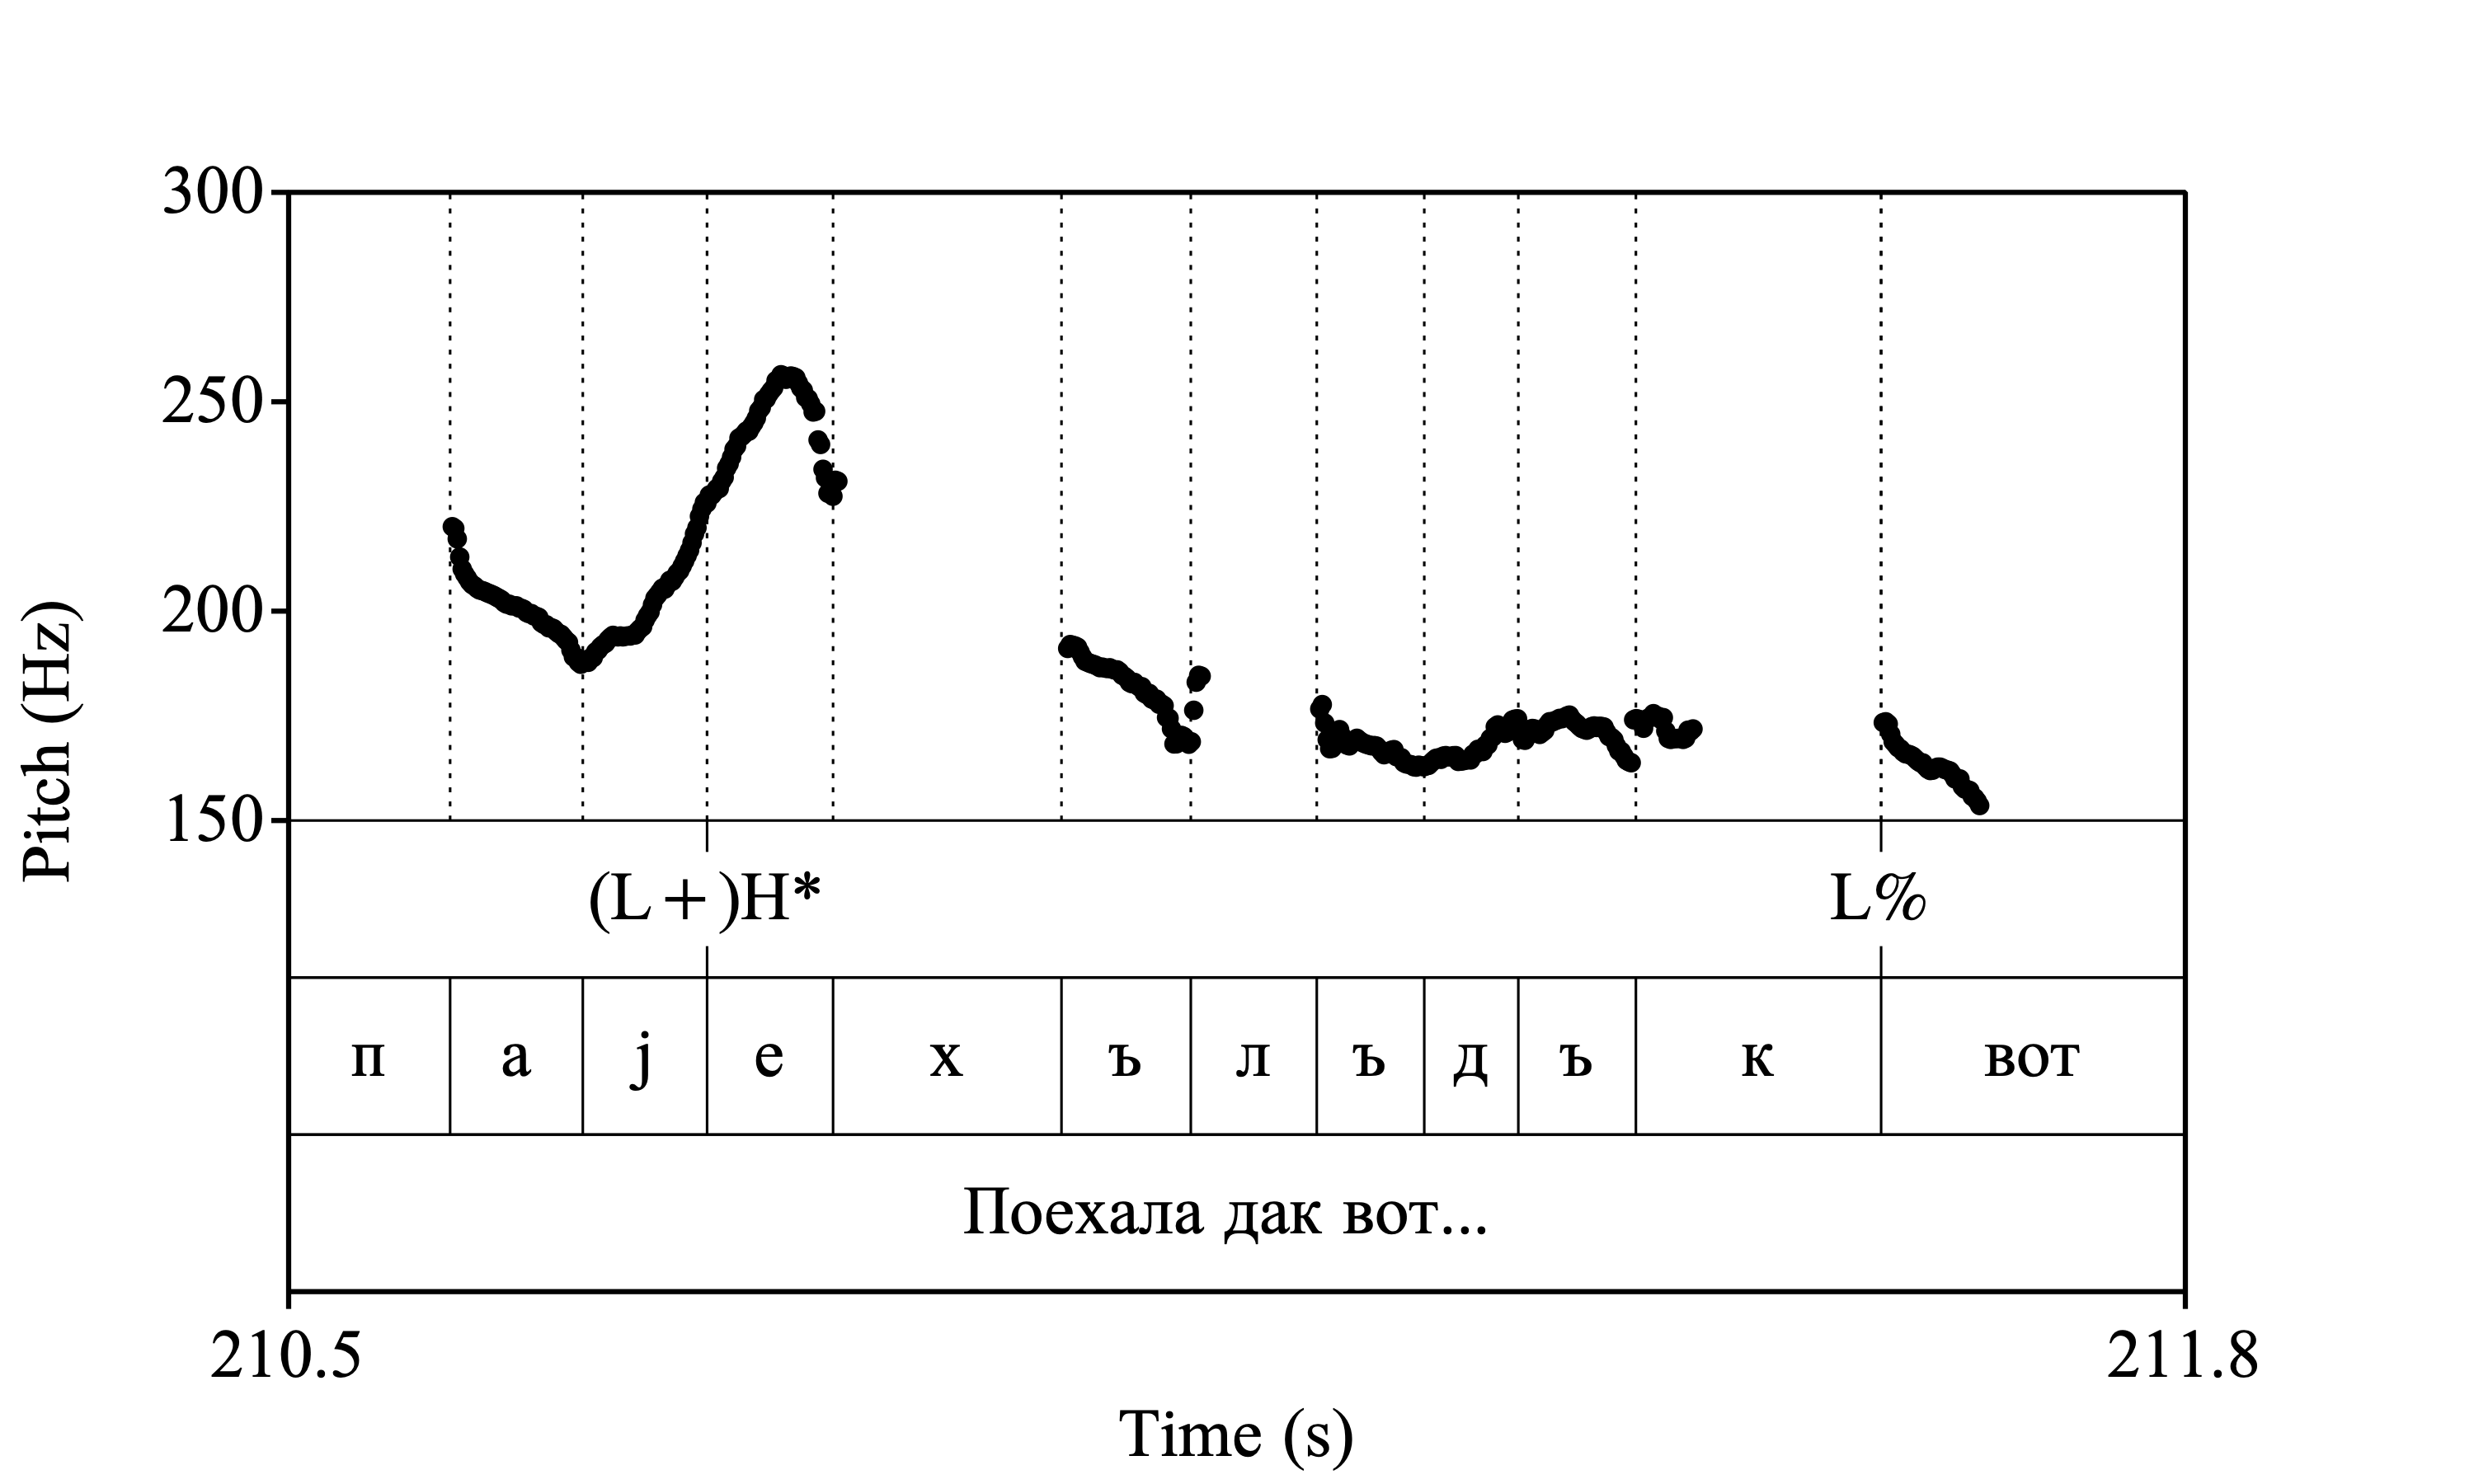 300
250
200
150
Pitch (Hz)
(L+)H* L%
п а j е х ъ л ъ д ъ к вот
Поехала дак вот...
210.5 211.8
Time (s)